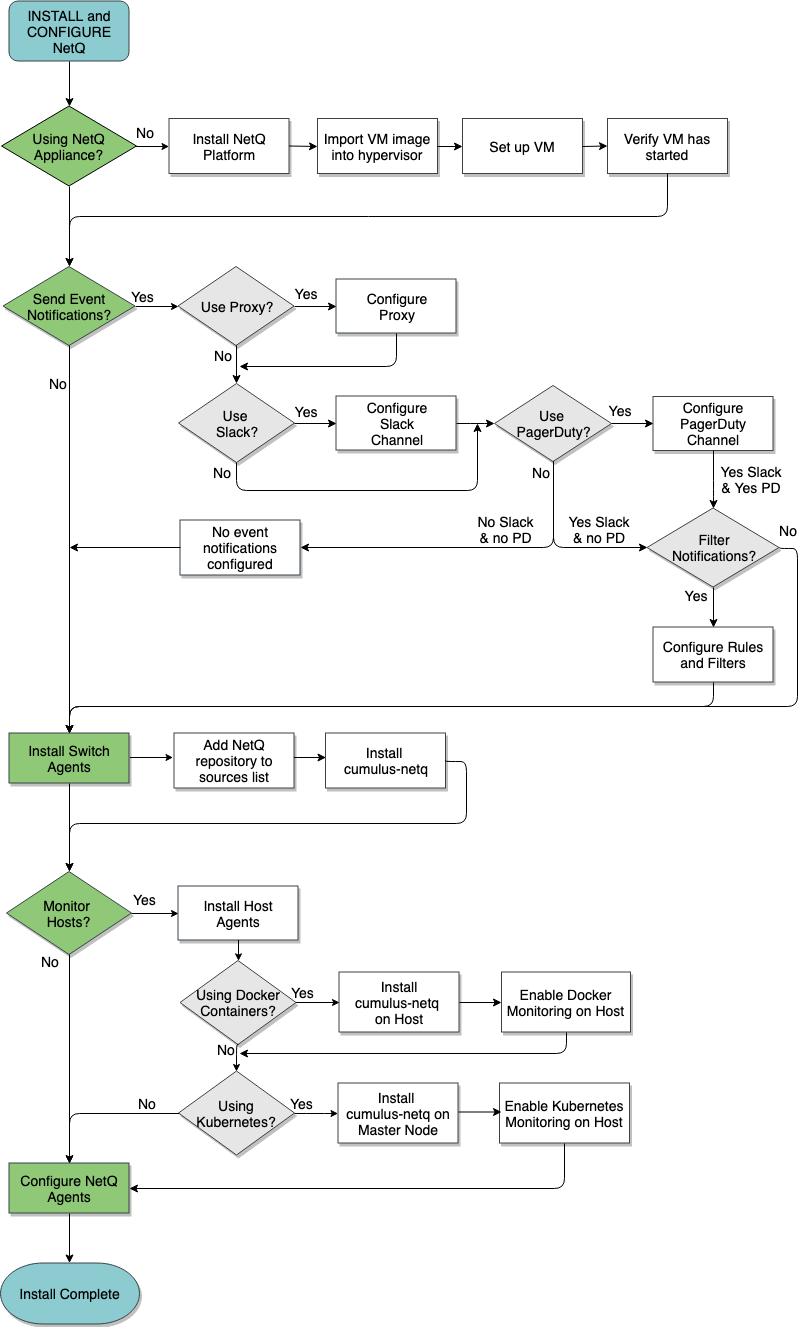 INSTALL and
CONFIGURE
NetQ
Using NetQ
Appliance?
No
Install NetQ
Platform
Import VM image
into hypervisor
Set up VM
Verify VM has
started
Send Event
Notifications?
Yes
Use Proxy?
Yes
Configure
Proxy
No
No
Use
Slack?
Yes
Configure
Slack
Channel
No
Use
PagerDuty?
Yes
Configure
PagerDuty
Channel
No
Yes Slack
& Yes PD
No event
notifications
configured
No Slack
& no PD
Yes Slack
& no PD
Filter
Notifications?
No
Yes
Configure Rules
and Filters
Install Switch
Agents
Add NetQ
repository to
sources list
Install
cumulus-netq
Monitor
Hosts?
Yes
Install Host
Agents
No
Using Docker
Containers?
Yes
Install
cumulus-netq
on Host
Enable Docker
Monitoring on Host
No
Using
Kubernetes?
No
Yes
Install
cumulus-netq on
Master Node
Enable Kubernetes
Monitoring on Host
Configure NetQ
Agents
Install Complete